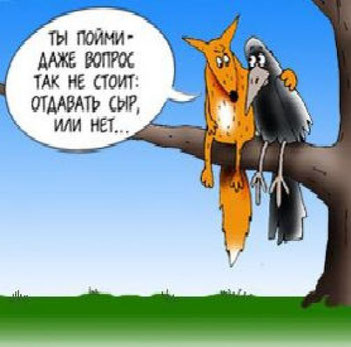 ТЫ ПОЙМИ-
ДАЖЕ ВОПРОС
ТАК НЕ СТОИТ:
ОТДАВАТЬ СЫР,
ИЛИ НЕТ...